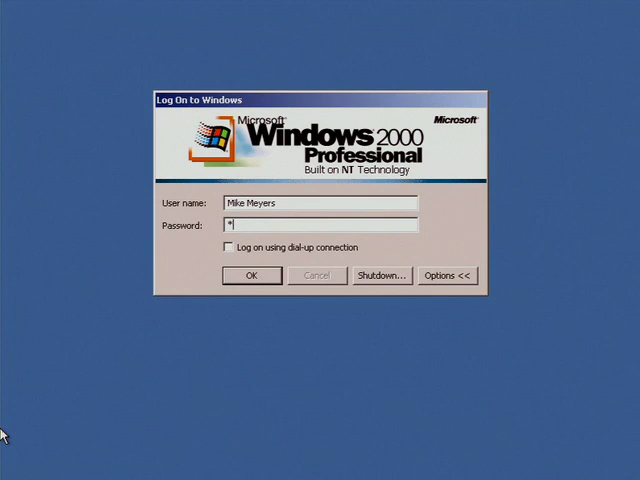 Log On to Windows
Microsoft
Microsoft
Windows 2000
Professional
Built on NT Technology
User name: Mike Meyers
Password: *
Log on using dial-up connection
OK Cancel Shutdown... Options <<